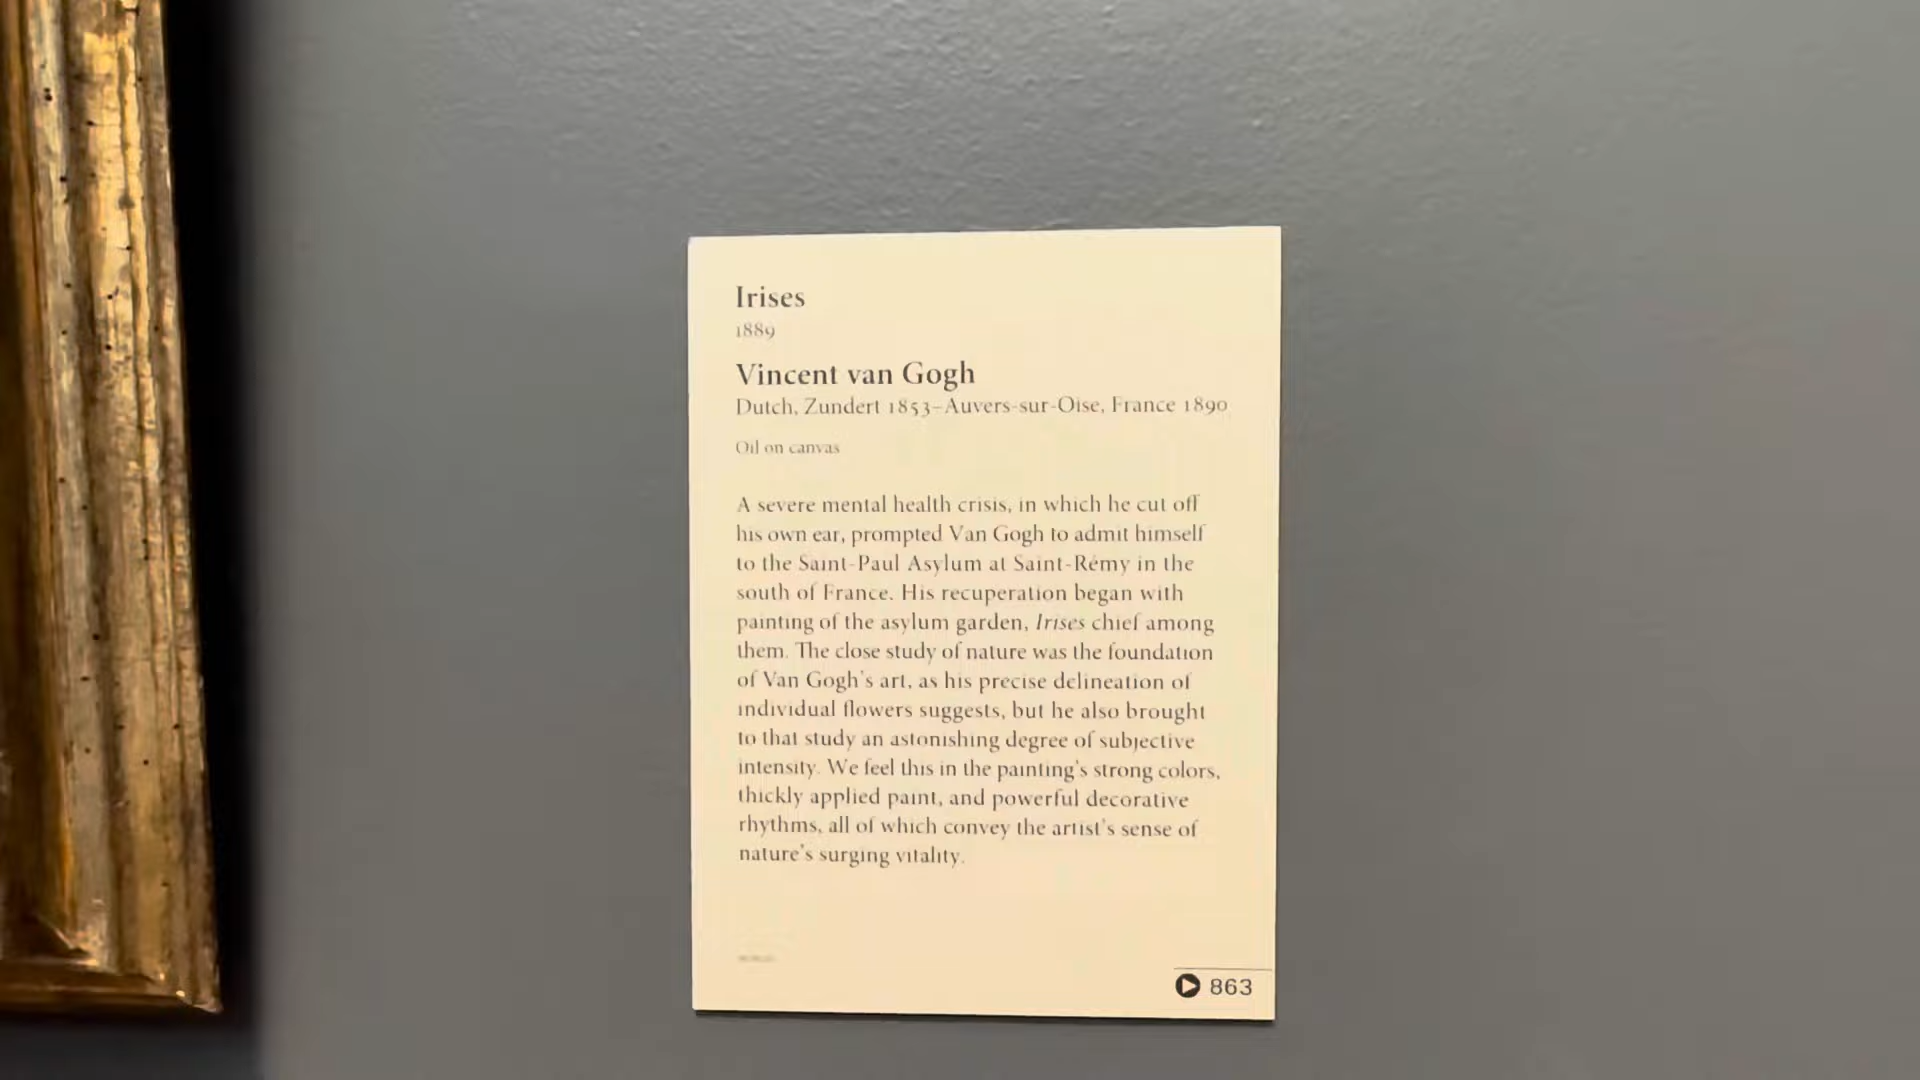 Irises
1889
Vincent van Gogh
Dutch, Zundert 1853–Auvers-sur-Oise, France 1890
Oil on canvas
A severe mental health crisis, in which he cut off
his own ear, prompted Van Gogh to admit himself
to the Saint-Paul Asylum at Saint-Rémy in the
south of France. His recuperation began with
painting of the asylum garden, Irises chief among
them. The close study of nature was the foundation
of Van Gogh's art, as his precise delineation of
individual flowers suggests, but he also brought
to that study an astonishing degree of subjective
intensity. We feel this in the painting's strong colors,
thickly applied paint, and powerful decorative
rhythms, all of which convey the artist's sense of
nature's surging vitality.
863